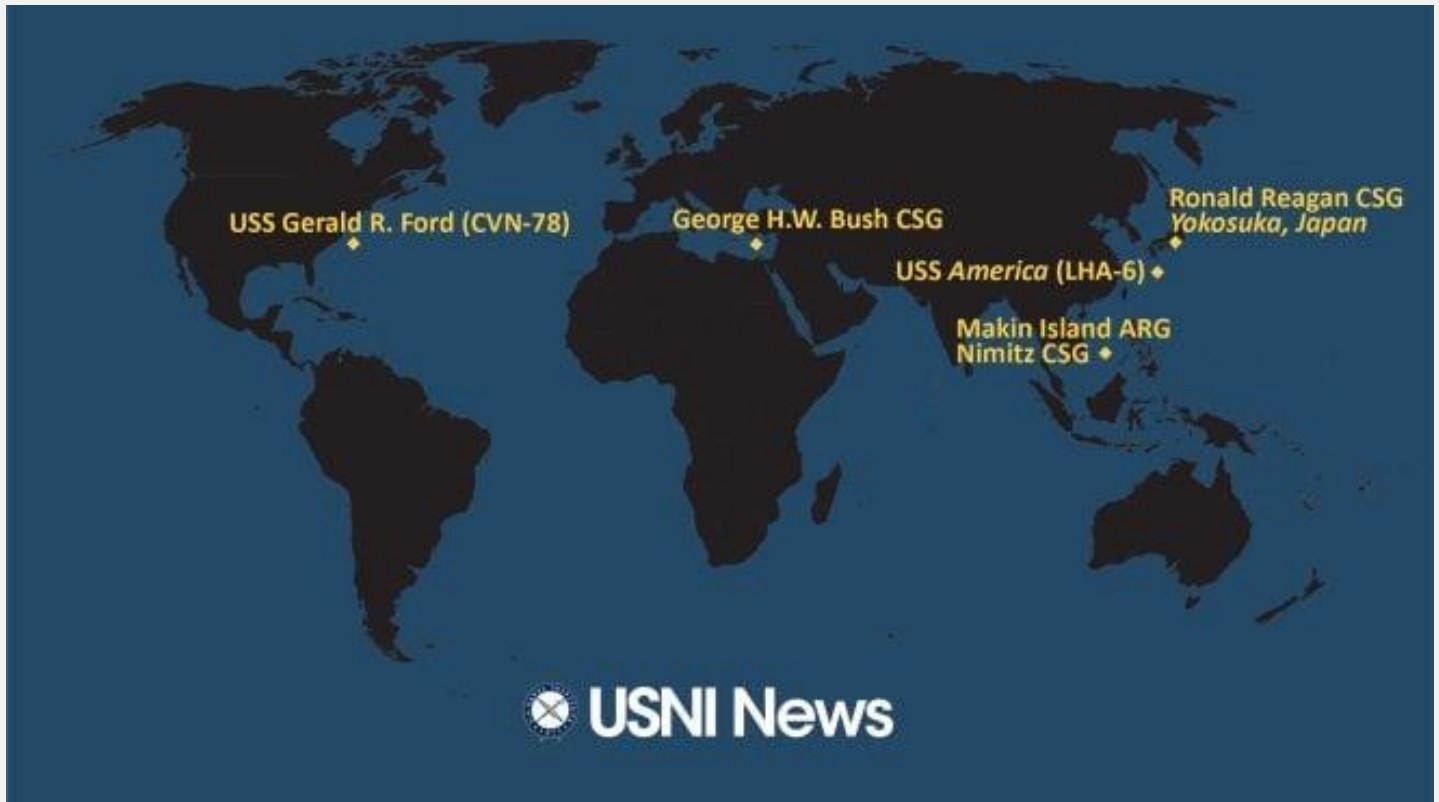 USS Gerald R. Ford (CVN-78)
George H.W. Bush CSG
Ronald Reagan CSG
Yokosuka, Japan
USS America (LHA-6)
Makin Island ARG
Nimitz CSG
USNI News